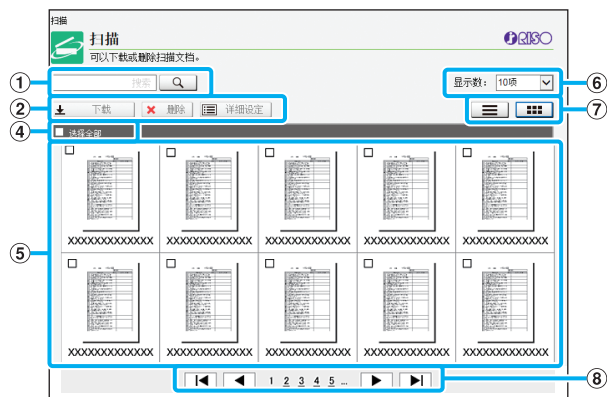 扫描
扫描
RISO
可以下载或删除扫描文档。
① 搜索 显示数： 10项 ⑥
② 下载 删除 详细设定 ⑦
④ 选择全部
⑤
XXXXXXXXXXXXX XXXXXXXXXXXXX XXXXXXXXXXXXX XXXXXXXXXXXXX XXXXXXXXXXXXX
XXXXXXXXXXXXX XXXXXXXXXXXXX XXXXXXXXXXXXX XXXXXXXXXXXXX XXXXXXXXXXXXX
1 2 3 4 5 ... ⑧